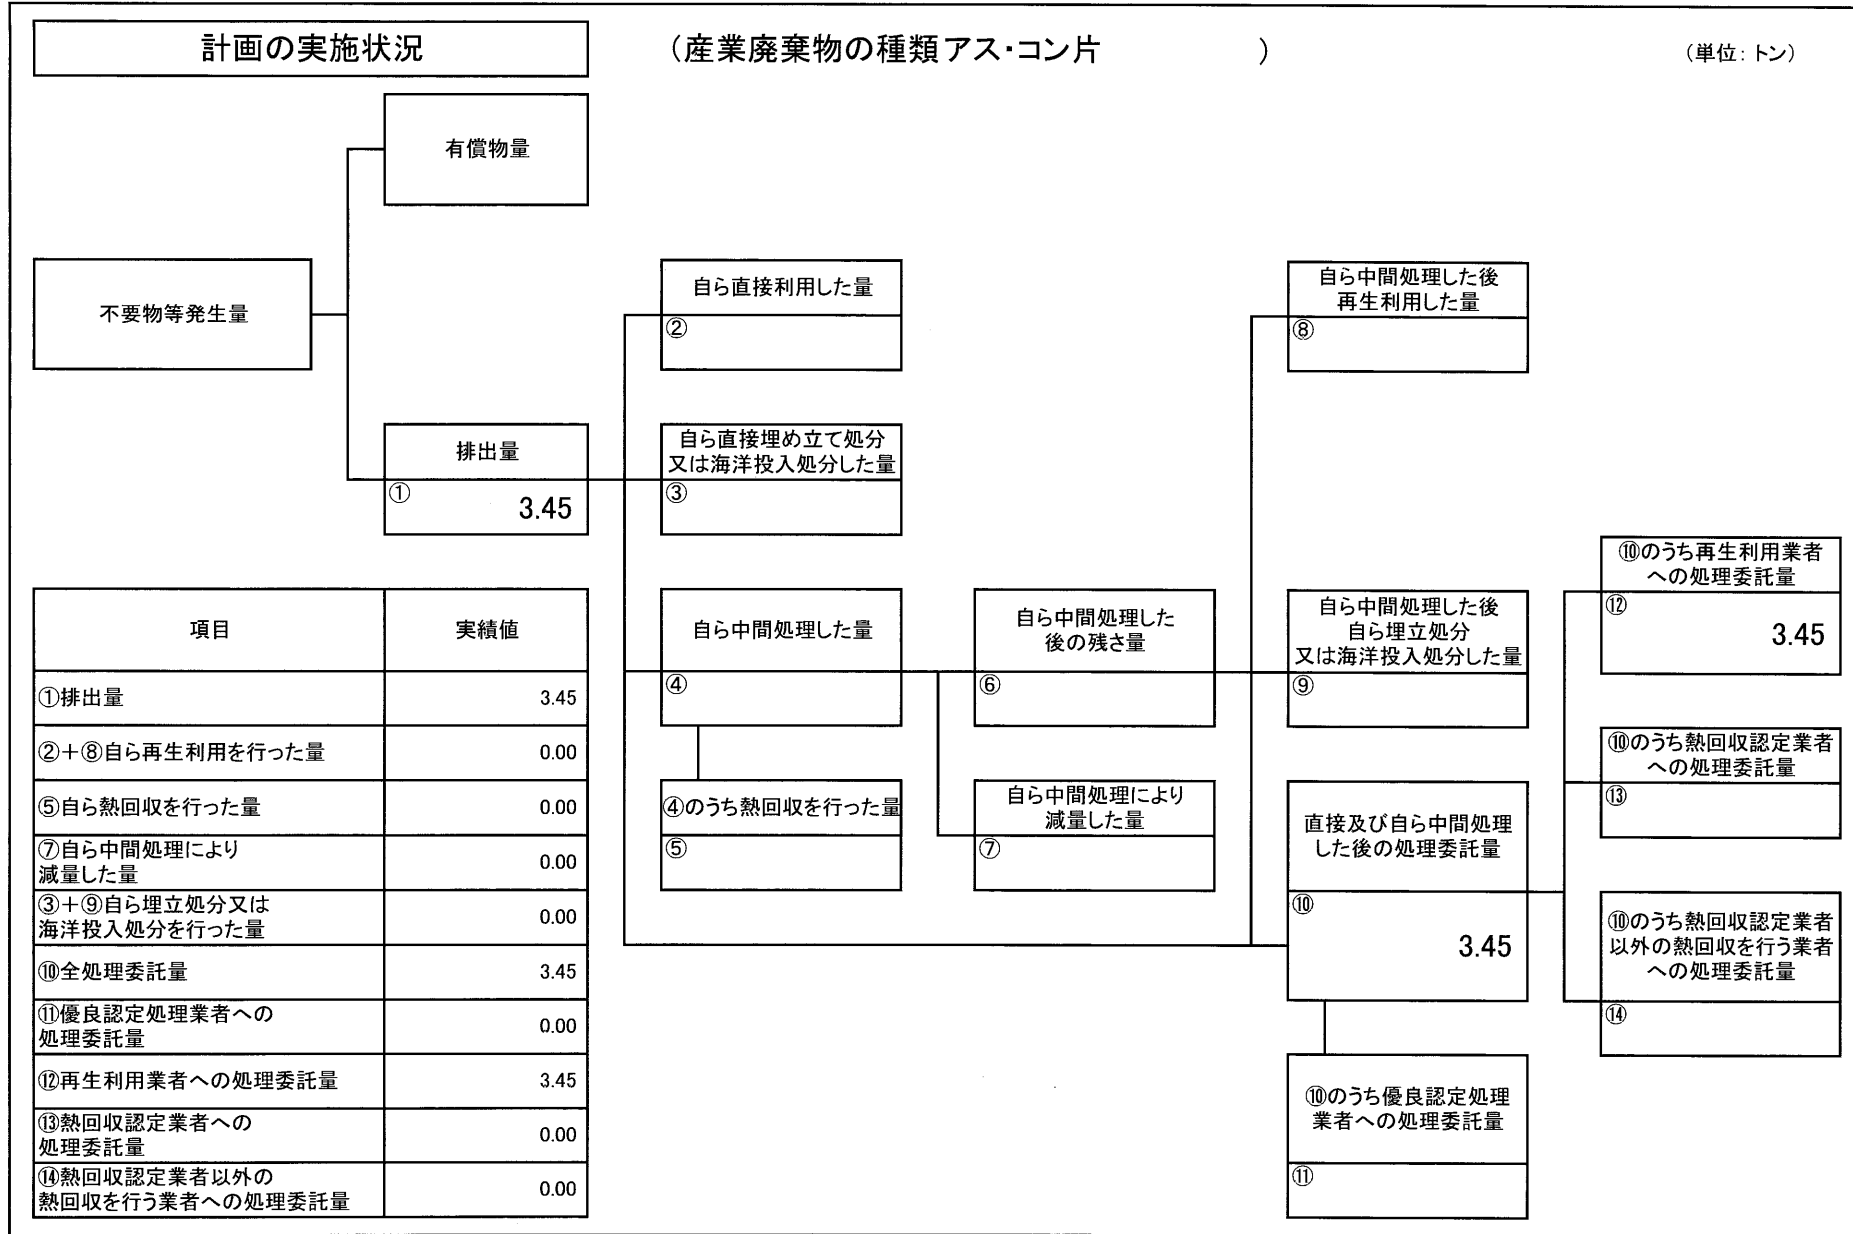 計画の実施状況
（産業廃棄物の種類アス・コン片　　　　　）
（単位：トン）
有償物量
不要物等発生量
排出量
①
3.45
自ら直接利用した量
②
自ら直接埋め立て処分
又は海洋投入処分した量
③
自ら中間処理した量
④
④のうち熱回収を行った量
⑤
自ら中間処理した
後の残さ量
⑥
自ら中間処理により
減量した量
⑦
自ら中間処理した後
再生利用した量
⑧
自ら中間処理した後
自ら埋立処分
又は海洋投入処分した量
⑨
直接及び自ら中間処理
した後の処理委託量
⑩
3.45
⑩のうち優良認定処理
業者への処理委託量
⑪
⑩のうち再生利用業者
への処理委託量
⑫
3.45
⑩のうち熱回収認定業者
への処理委託量
⑬
⑩のうち熱回収認定業者
以外の熱回収を行う業者
への処理委託量
⑭
項目 実績値
①排出量 3.45
②＋⑧自ら再生利用を行った量 0.00
⑤自ら熱回収を行った量 0.00
⑦自ら中間処理により
減量した量 0.00
③＋⑨自ら埋立処分又は
海洋投入処分を行った量 0.00
⑩全処理委託量 3.45
⑪優良認定処理業者への
処理委託量 0.00
⑫再生利用業者への処理委託量 3.45
⑬熱回収認定業者への
処理委託量 0.00
⑭熱回収認定業者以外の
熱回収を行う業者への処理委託量 0.00